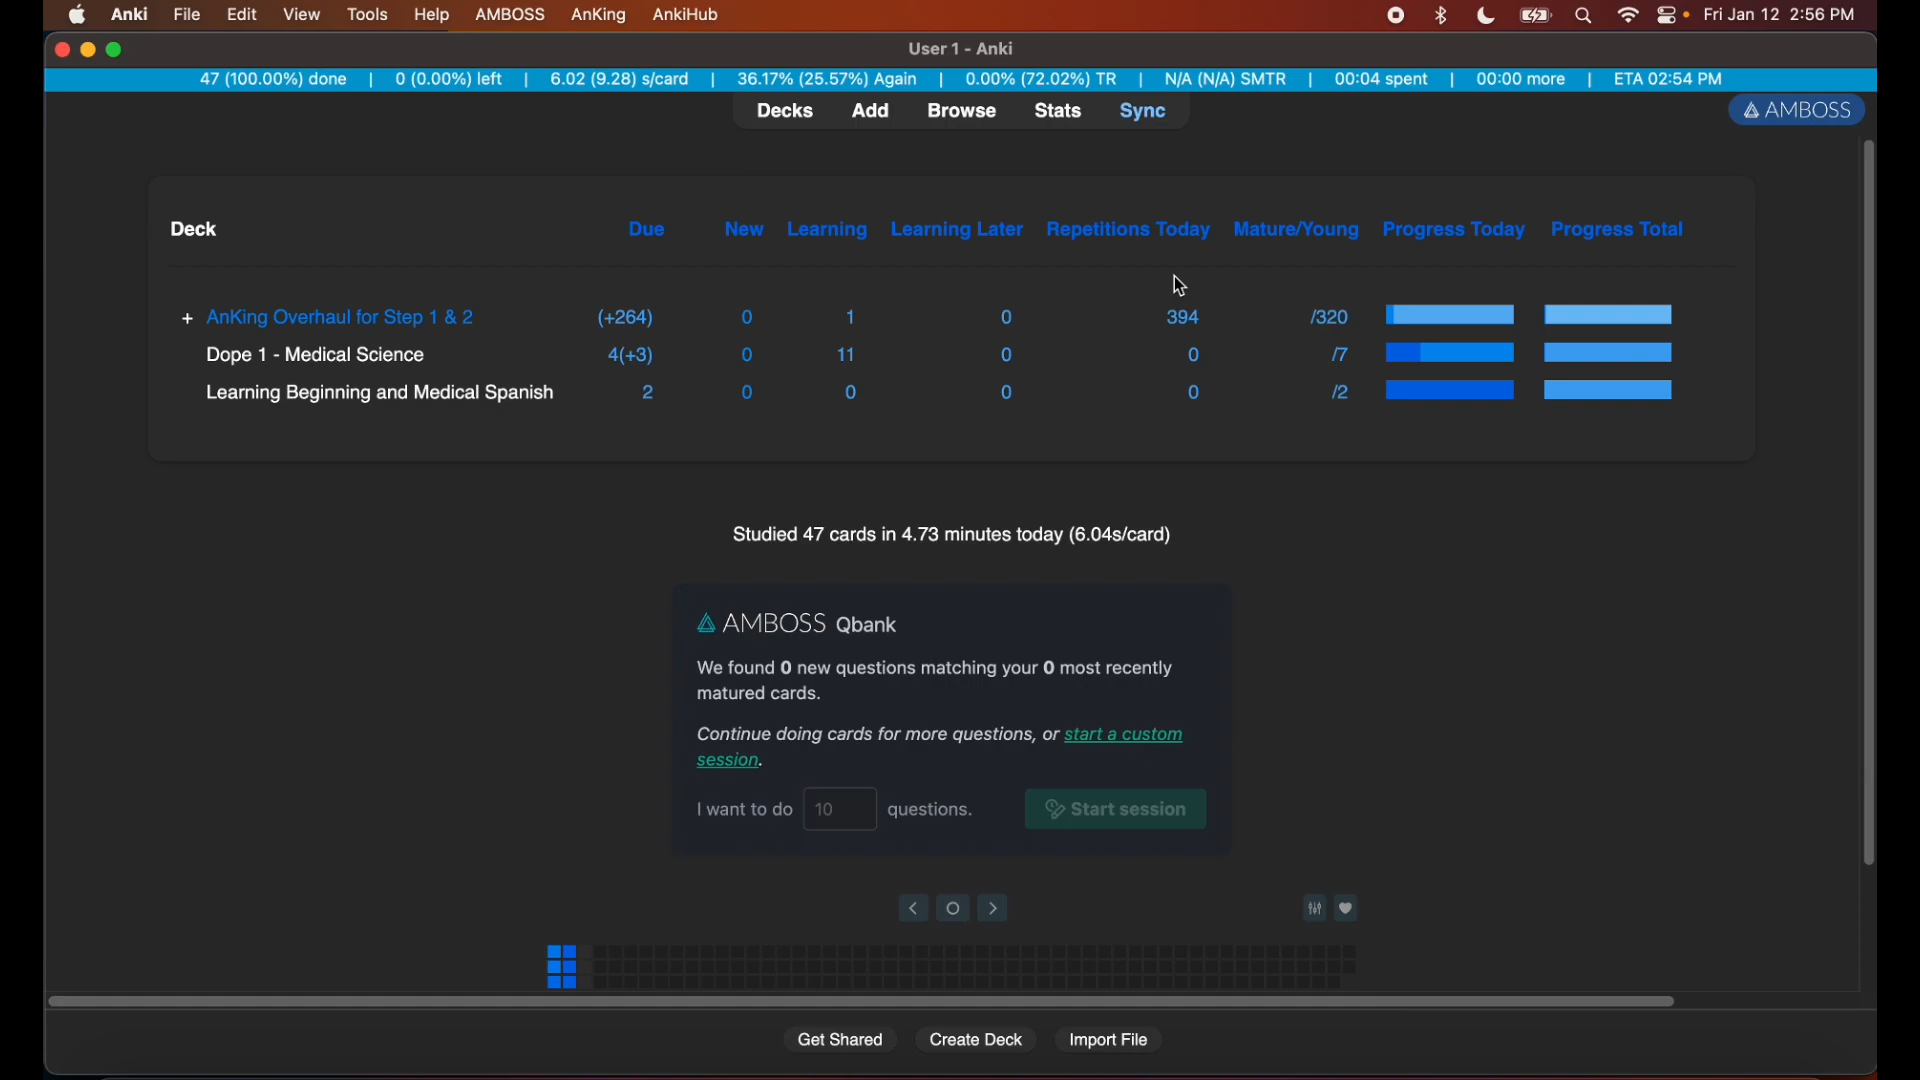 Anki File Edit View Tools Help AMBOSS AnKing AnkiHub Fri Jan 12 2:56 PM
User 1 - Anki
47 (100.00%) done | 0 (0.00%) left | 6.02 (9.28) s/card | 36.17% (25.57%) Again | 0.00% (72.02%) TR | N/A (N/A) SMTR | 00:04 spent | 00:00 more | ETA 02:54 PM
Decks Add Browse Stats Sync AMBOSS
Deck Due New Learning Learning Later Repetitions Today Mature/Young Progress Today Progress Total
+ AnKing Overhaul for Step 1 & 2 (+264) 0 1 0 394 /320
Dope 1 - Medical Science 4(+3) 0 11 0 0 /7
Learning Beginning and Medical Spanish 2 0 0 0 0 /2
Studied 47 cards in 4.73 minutes today (6.04s/card)
AMBOSS Qbank
We found 0 new questions matching your 0 most recently
matured cards.
Continue doing cards for more questions, or start a custom
session.
I want to do 10 questions. Start session
Get Shared Create Deck Import File